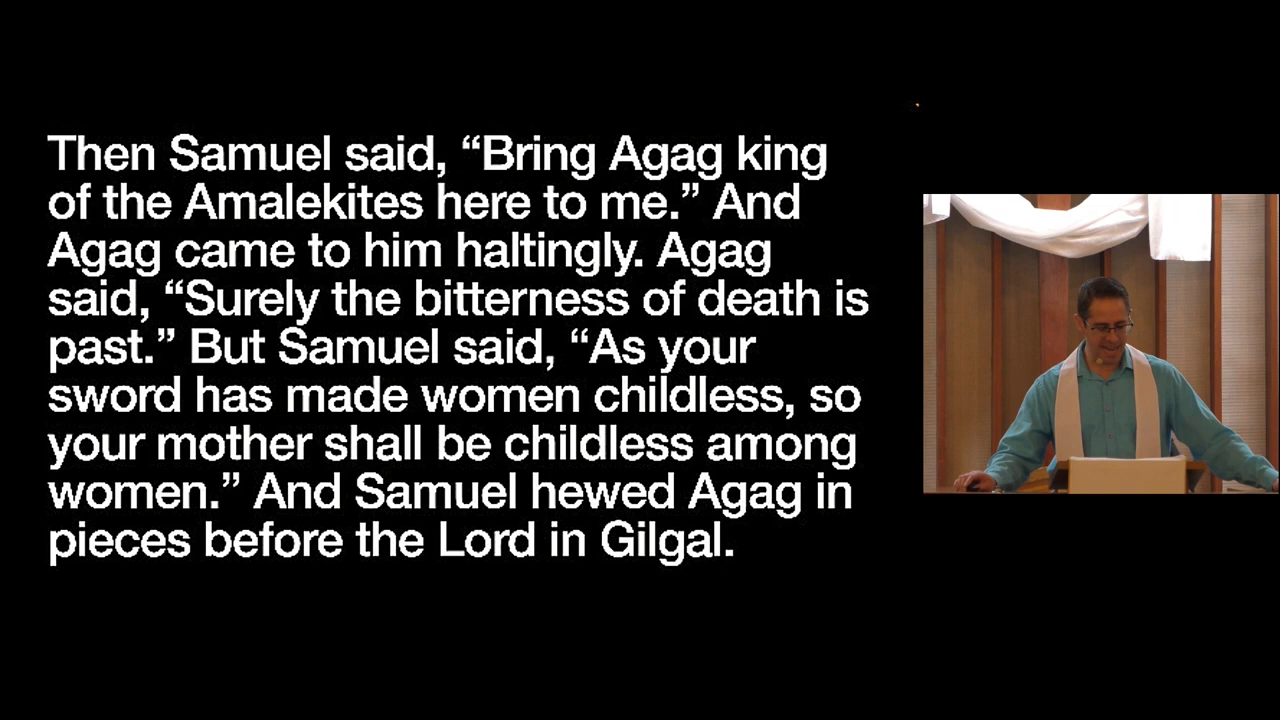 Then Samuel said, “Bring Agag king
of the Amalekites here to me.” And
Agag came to him haltingly. Agag
said, “Surely the bitterness of death is
past.” But Samuel said, “As your
sword has made women childless, so
your mother shall be childless among
women.” And Samuel hewed Agag in
pieces before the Lord in Gilgal.